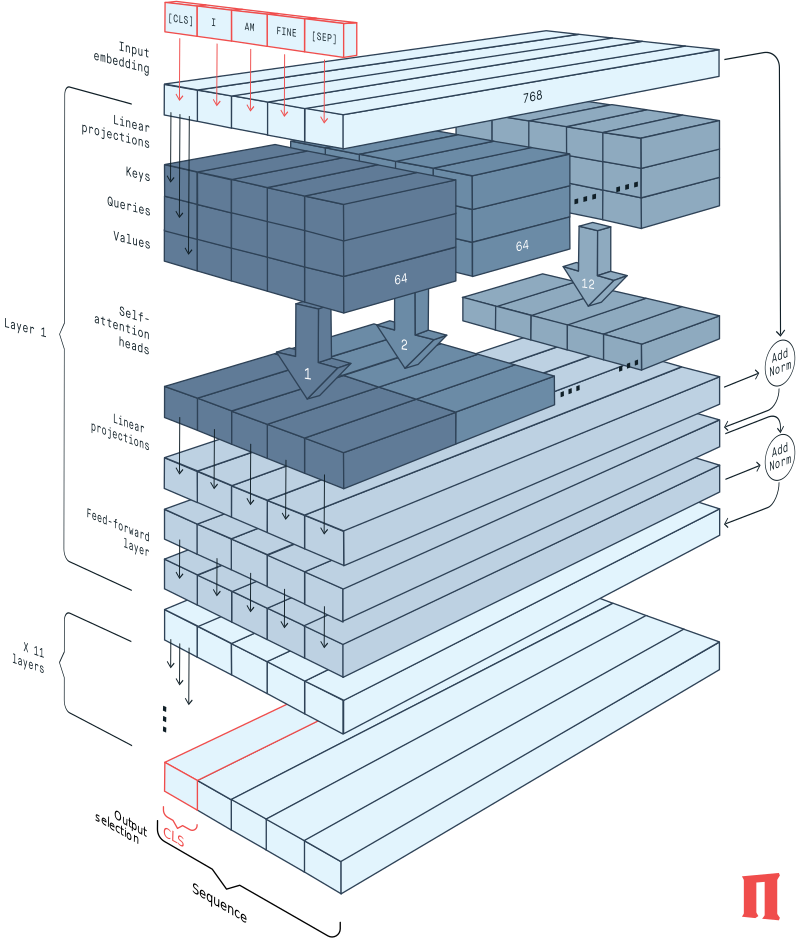 [CLS]
I
AM
FINE
[SEP]
Input
embedding
768
Linear
projections
Keys
Queries
Values
64
64
12
Layer 1
Self-
attention
heads
1
2
Add
Norm
Linear
projections
Add
Norm
Feed-forward
layer
X 11
layers
Output
selection
CLS
Sequence